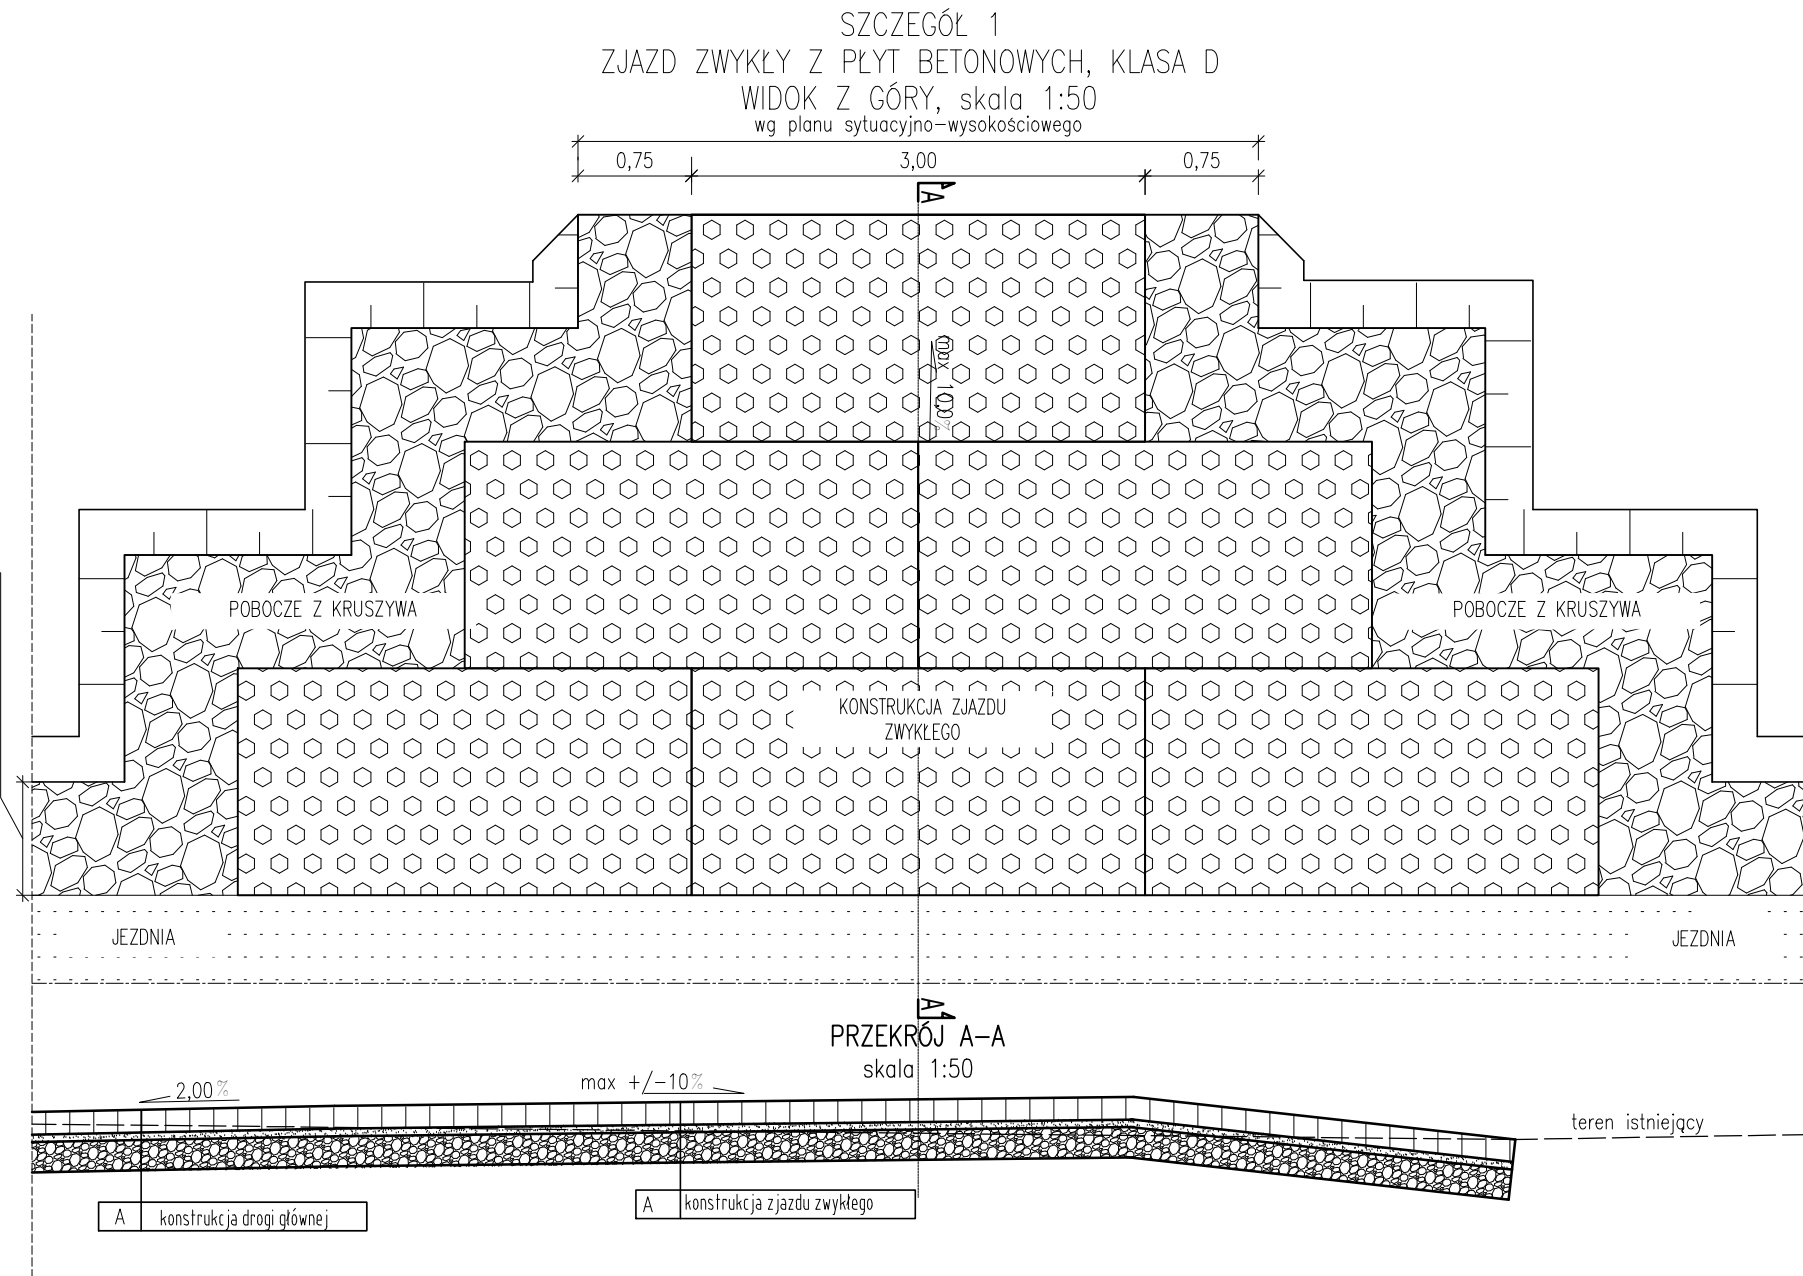 SZCZEGÓŁ 1
ZJAZD ZWYKŁY Z PŁYT BETONOWYCH, KLASA D
WIDOK Z GÓRY, skala 1:50
wg planu sytuacyjno-wysokościowego
0,75 3,00 0,75
A
max 10,0%
POBOCZE Z KRUSZYWA
POBOCZE Z KRUSZYWA
KONSTRUKCJA ZJAZDU
ZWYKŁEGO
JEZDNIA
JEZDNIA
A
PRZEKRÓJ A-A
skala 1:50
2,00%
max +/-10%
teren istniejący
A konstrukcja drogi głównej
A konstrukcja zjazdu zwykłego